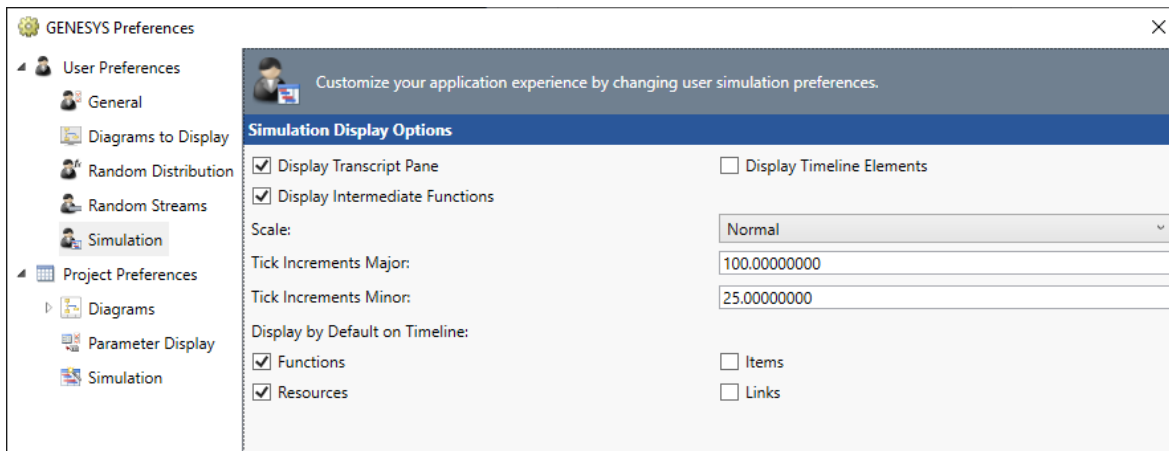 GENESYS Preferences
User Preferences
General
Diagrams to Display
Random Distribution
Random Streams
Simulation
Project Preferences
Diagrams
Parameter Display
Simulation
Customize your application experience by changing user simulation preferences.
Simulation Display Options
Display Transcript Pane
Display Timeline Elements
Display Intermediate Functions
Scale:
Normal
Tick Increments Major:
100.00000000
Tick Increments Minor:
25.00000000
Display by Default on Timeline:
Functions
Items
Resources
Links